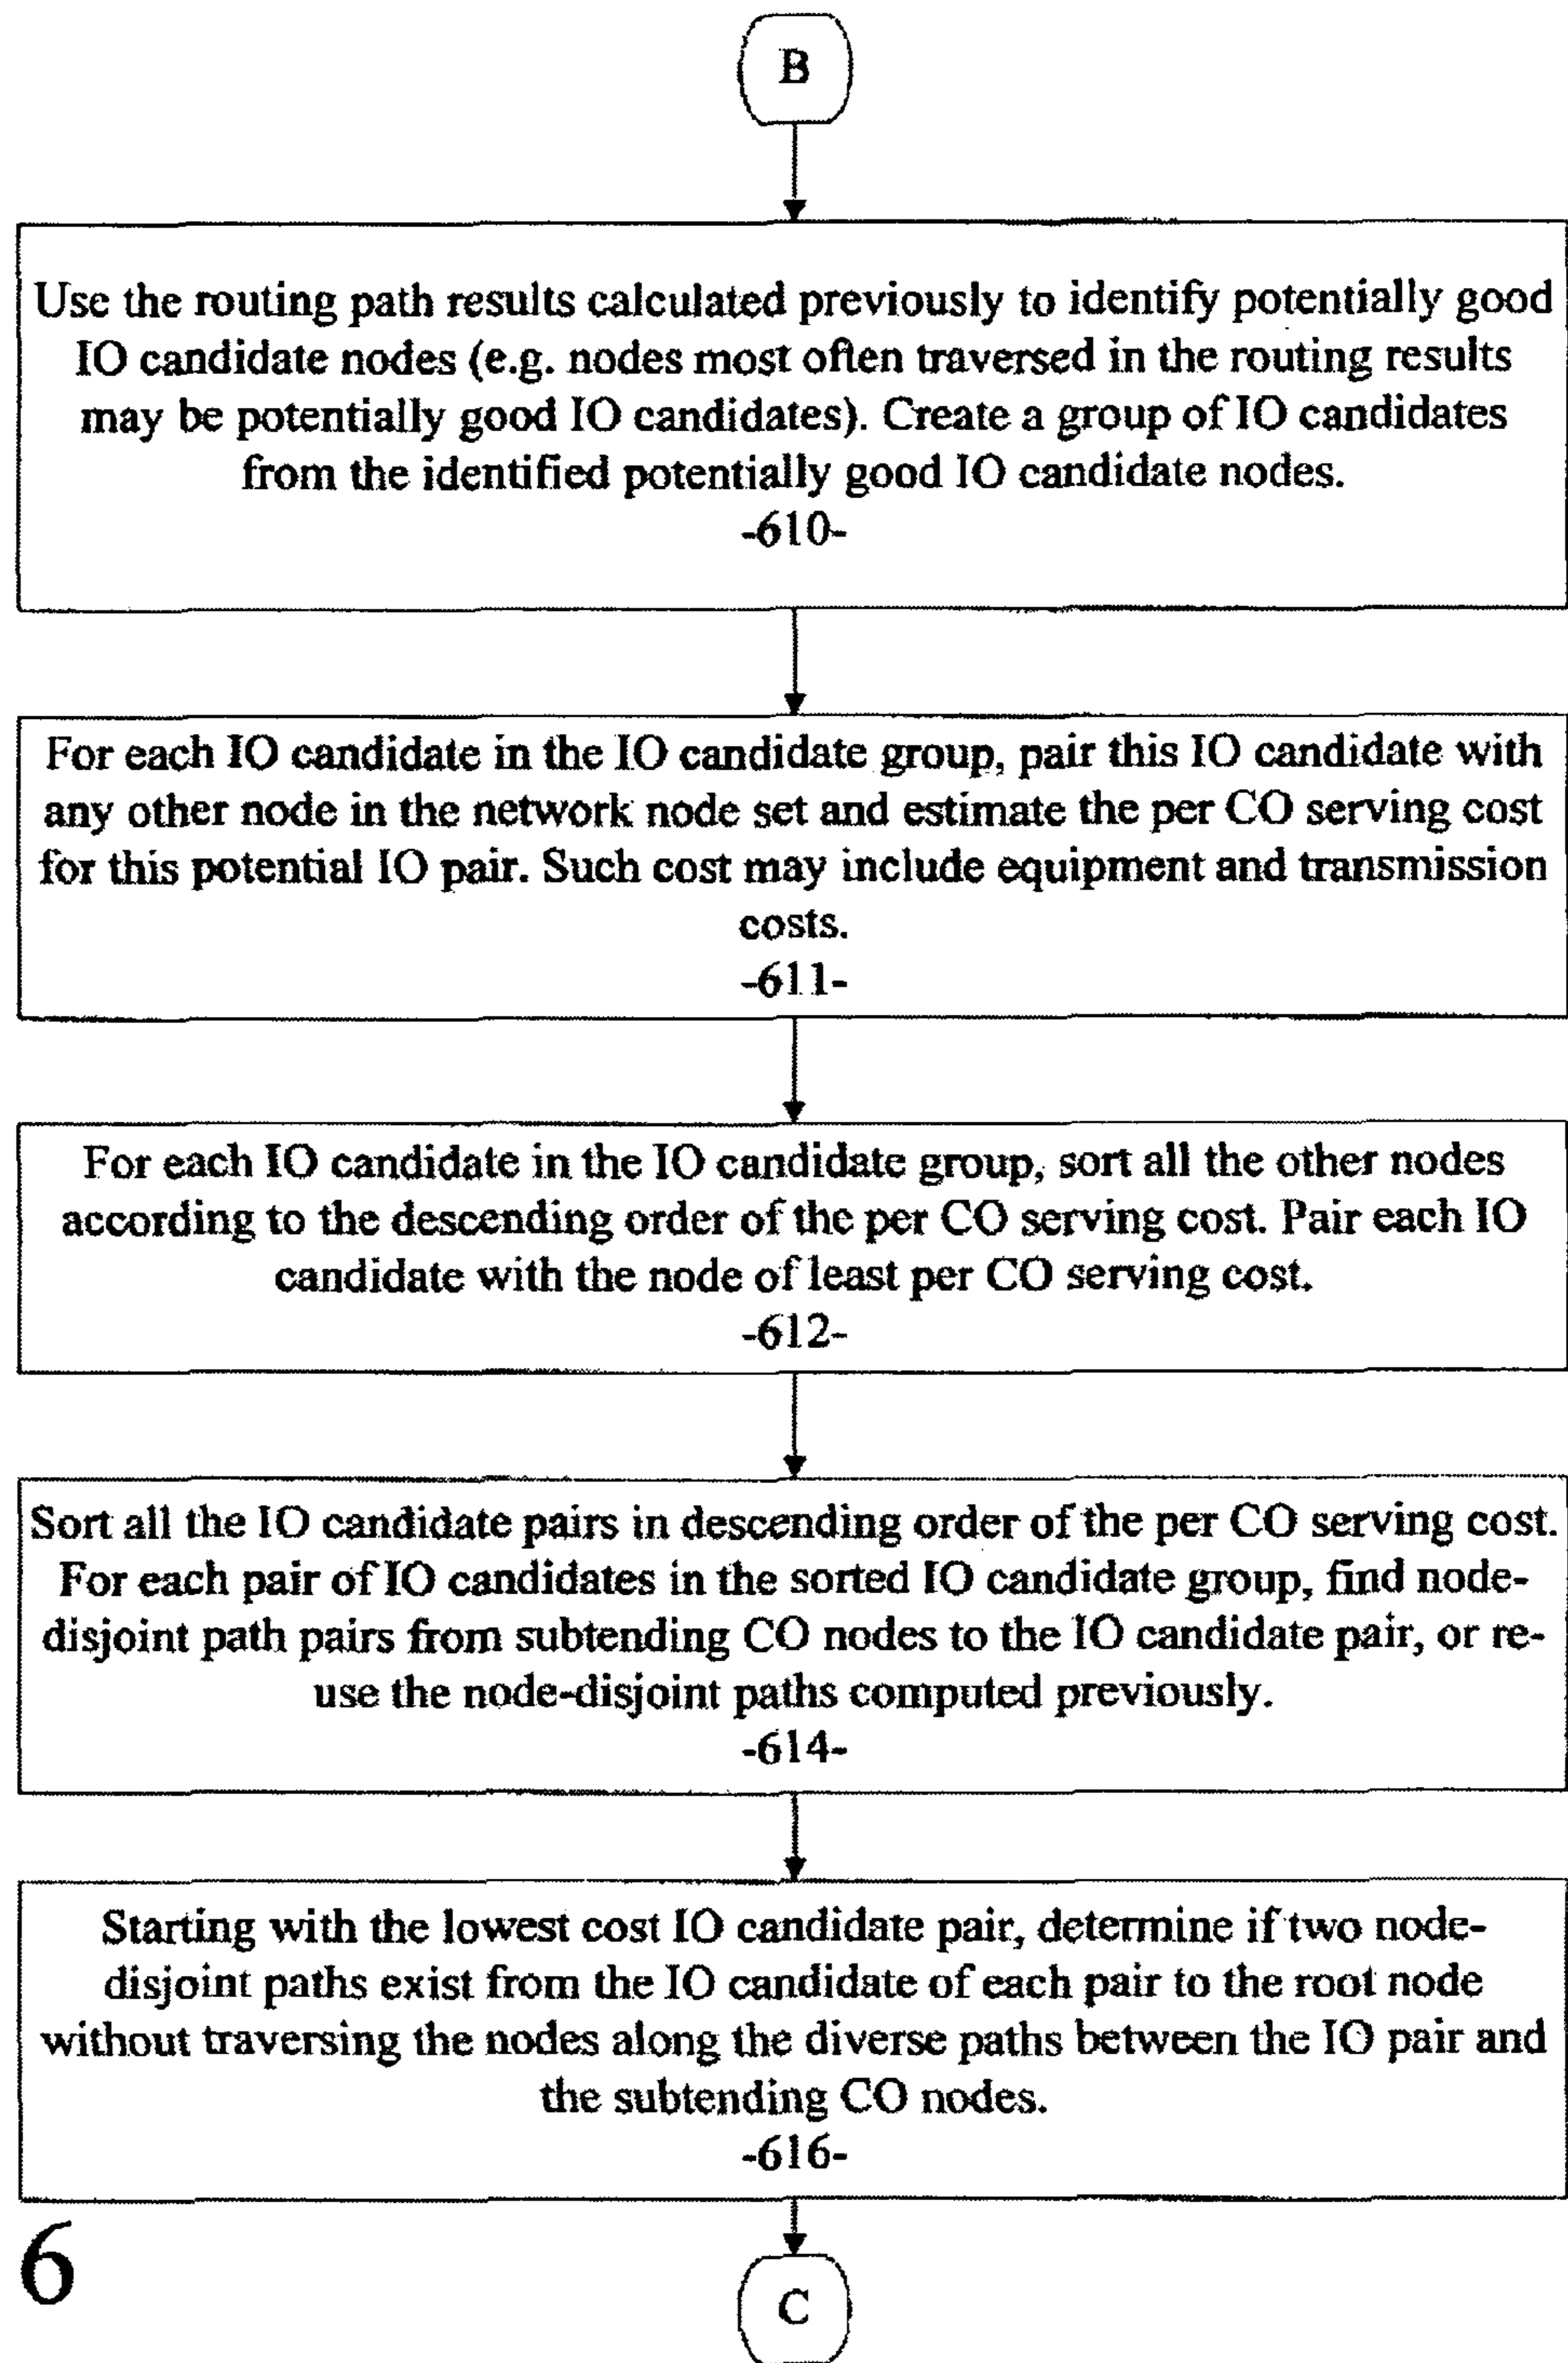 B
Use the routing path results calculated previously to identify potentially good
IO candidate nodes (e.g. nodes most often traversed in the routing results
may be potentially good IO candidates). Create a group of IO candidates
from the identified potentially good IO candidate nodes.
-610-
For each IO candidate in the IO candidate group, pair this IO candidate with
any other node in the network node set and estimate the per CO serving cost
for this potential IO pair. Such cost may include equipment and transmission
costs.
-611-
For each IO candidate in the IO candidate group, sort all the other nodes
according to the descending order of the per CO serving cost. Pair each IO
candidate with the node of least per CO serving cost.
-612-
Sort all the IO candidate pairs in descending order of the per CO serving cost.
For each pair of IO candidates in the sorted IO candidate group, find node-
disjoint path pairs from subtending CO nodes to the IO candidate pair, or re-
use the node-disjoint paths computed previously.
-614-
Starting with the lowest cost IO candidate pair, determine if two node-
disjoint paths exist from the IO candidate of each pair to the root node
without traversing the nodes along the diverse paths between the IO pair and
the subtending CO nodes.
-616-
6
C